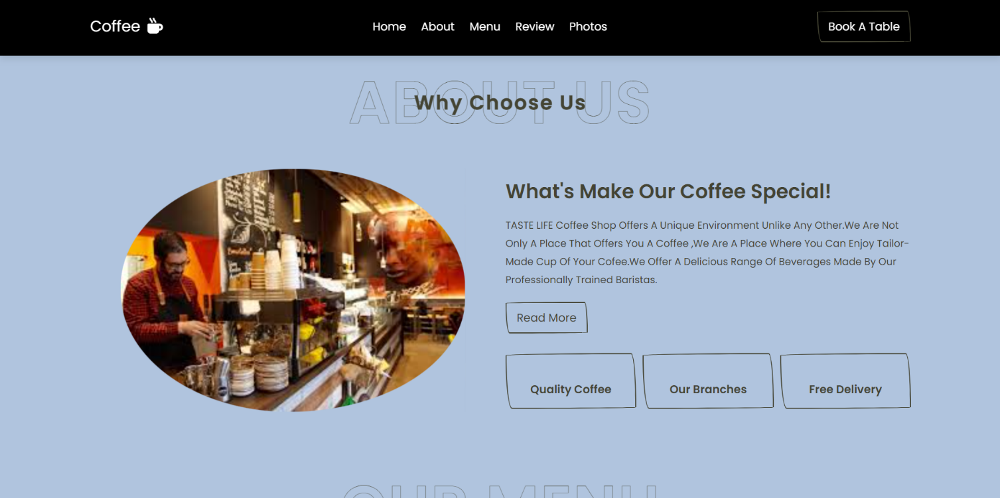 Coffee
Home About Menu Review Photos
Book A Table
ABOUT US
Why Choose Us
What's Make Our Coffee Special!
TASTE LIFE Coffee Shop Offers A Unique Environment Unlike Any Other.We Are Not
Only A Place That Offers You A Coffee ,We Are A Place Where You Can Enjoy Tailor-
Made Cup Of Your Cofee.We Offer A Delicious Range Of Beverages Made By Our
Professionally Trained Baristas.
Read More
Quality Coffee
Our Branches
Free Delivery
OUR MENU